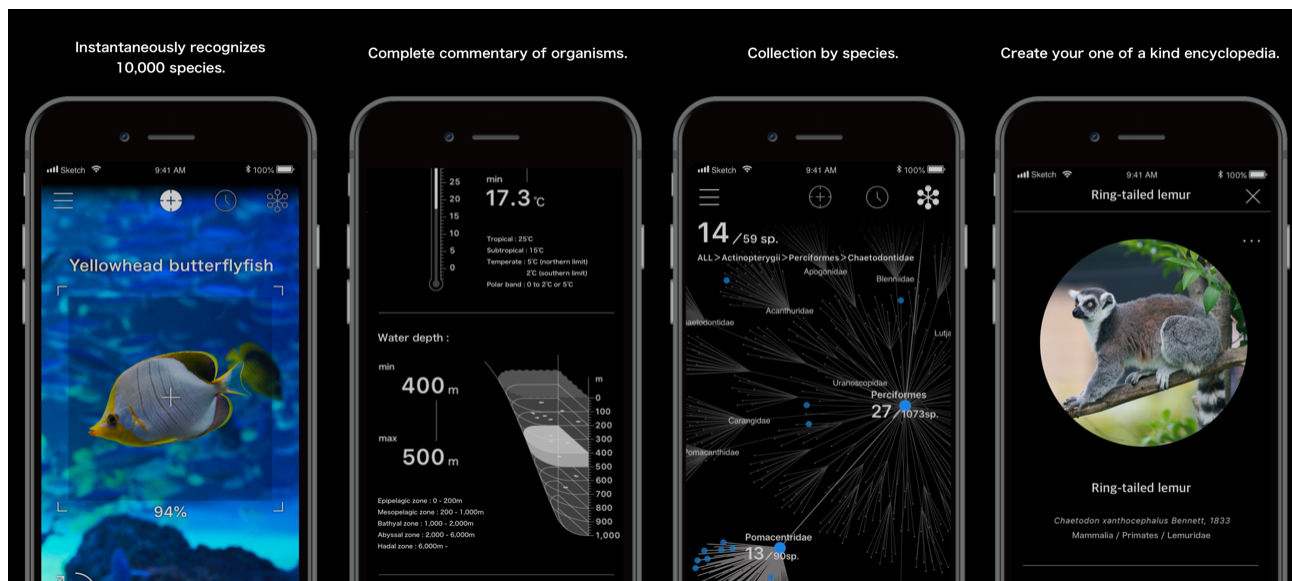 Instantaneously recognizes
10,000 species.
Sketch 9:41 AM 100%
Yellowhead butterflyfish
94%
Complete commentary of organisms.
25
20
15
10
5
0
min
17.3℃
Tropical : 25℃
Subtropical : 15℃
Temperate : 5℃ (northern limit)
2℃ (southern limit)
Polar band : 0 to 2℃ or 5℃
Water depth :
min
400 m
max
500 m
m
0
100
200
300
400
500
600
700
800
900
1,000
Epipelagic zone : 0 - 200m
Mesopelagic zone : 200 - 1,000m
Bathyal zone : 1,000 - 2,000m
Abyssal zone : 2,000 - 6,000m
Hadal zone : 6,000m -
Collection by species.
Sketch 9:41 AM 100%
14/59 sp.
ALL>Actinopterygii>Perciformes>Chaetodontidae
Apogonidae
Blenniidae
Acanthuridae
aetodontidae
Lutja
Uranoscopidae
Perciformes
27/1073sp.
Carangidae
Pomacanthidae
Pomacentridae
13/90sp.
Create your one of a kind encyclopedia.
Sketch 9:41 AM 100%
Ring-tailed lemur
Ring-tailed lemur
Chaetodon xanthocephalus Bennett, 1833
Mammalia / Primates / Lemuridae